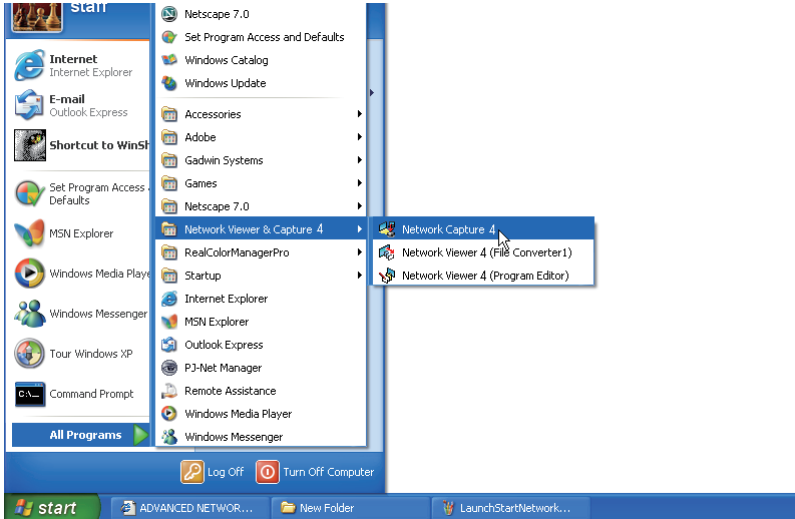 staff
Internet
Internet Explorer
E-mail
Outlook Express
Shortcut to WinSh
Set Program Access
Defaults
MSN Explorer
Windows Media Playe
Windows Messenger
Tour Windows XP
C:\_
Command Prompt
All Programs
Netscape 7.0
Set Program Access and Defaults
Windows Catalog
Windows Update
Accessories
Adobe
Gadwin Systems
Games
Netscape 7.0
Network Viewer & Capture 4
RealColorManagerPro
Startup
Internet Explorer
MSN Explorer
Outlook Express
PJ-Net Manager
Remote Assistance
Windows Media Player
Windows Messenger
Network Capture 4
Network Viewer 4 (File Converter1)
Network Viewer 4 (Program Editor)
Log Off
Turn Off Computer
start
ADVANCED NETWOR...
New Folder
LaunchStartNetwork...